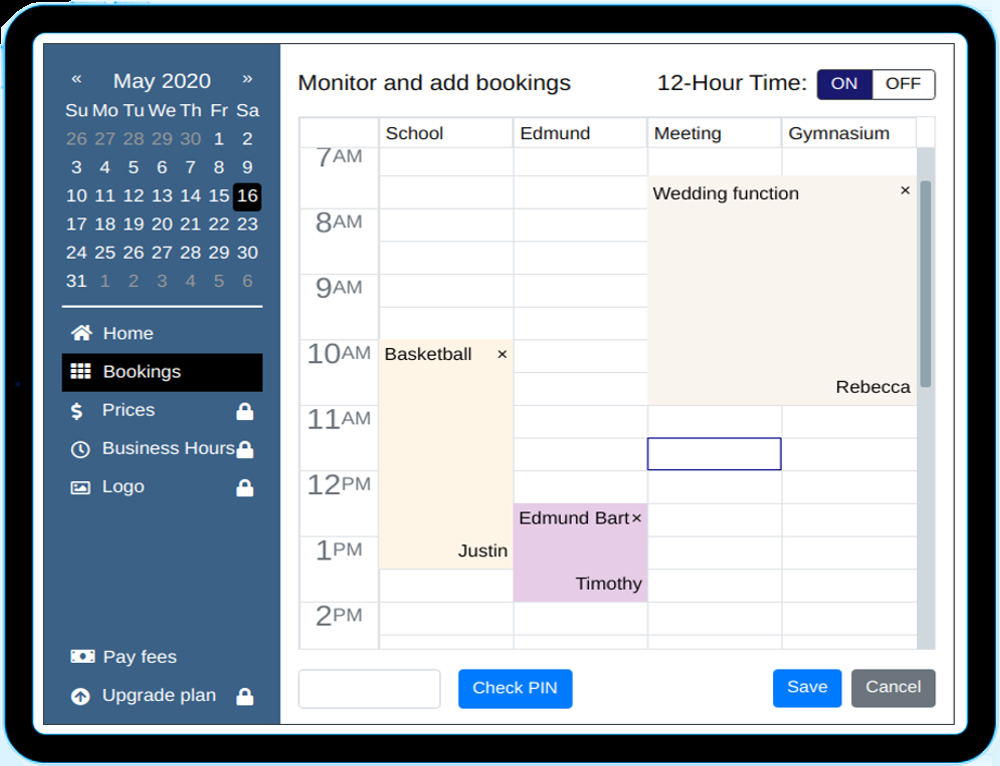 « May 2020 »
Su Mo Tu We Th Fr Sa
26 27 28 29 30 1 2
3 4 5 6 7 8 9
10 11 12 13 14 15 16
17 18 19 20 21 22 23
24 25 26 27 28 29 30
31 1 2 3 4 5 6
Home
Bookings
Prices
Business Hours
Logo
Pay fees
Upgrade plan
Monitor and add bookings 12-Hour Time: ON OFF
School Edmund Meeting Gymnasium
7AM
Wedding function ×
8AM
9AM
10AM Basketball ×
Rebecca
11AM
12PM
Edmund Bart ×
1PM Justin
Timothy
2PM
Check PIN Save Cancel